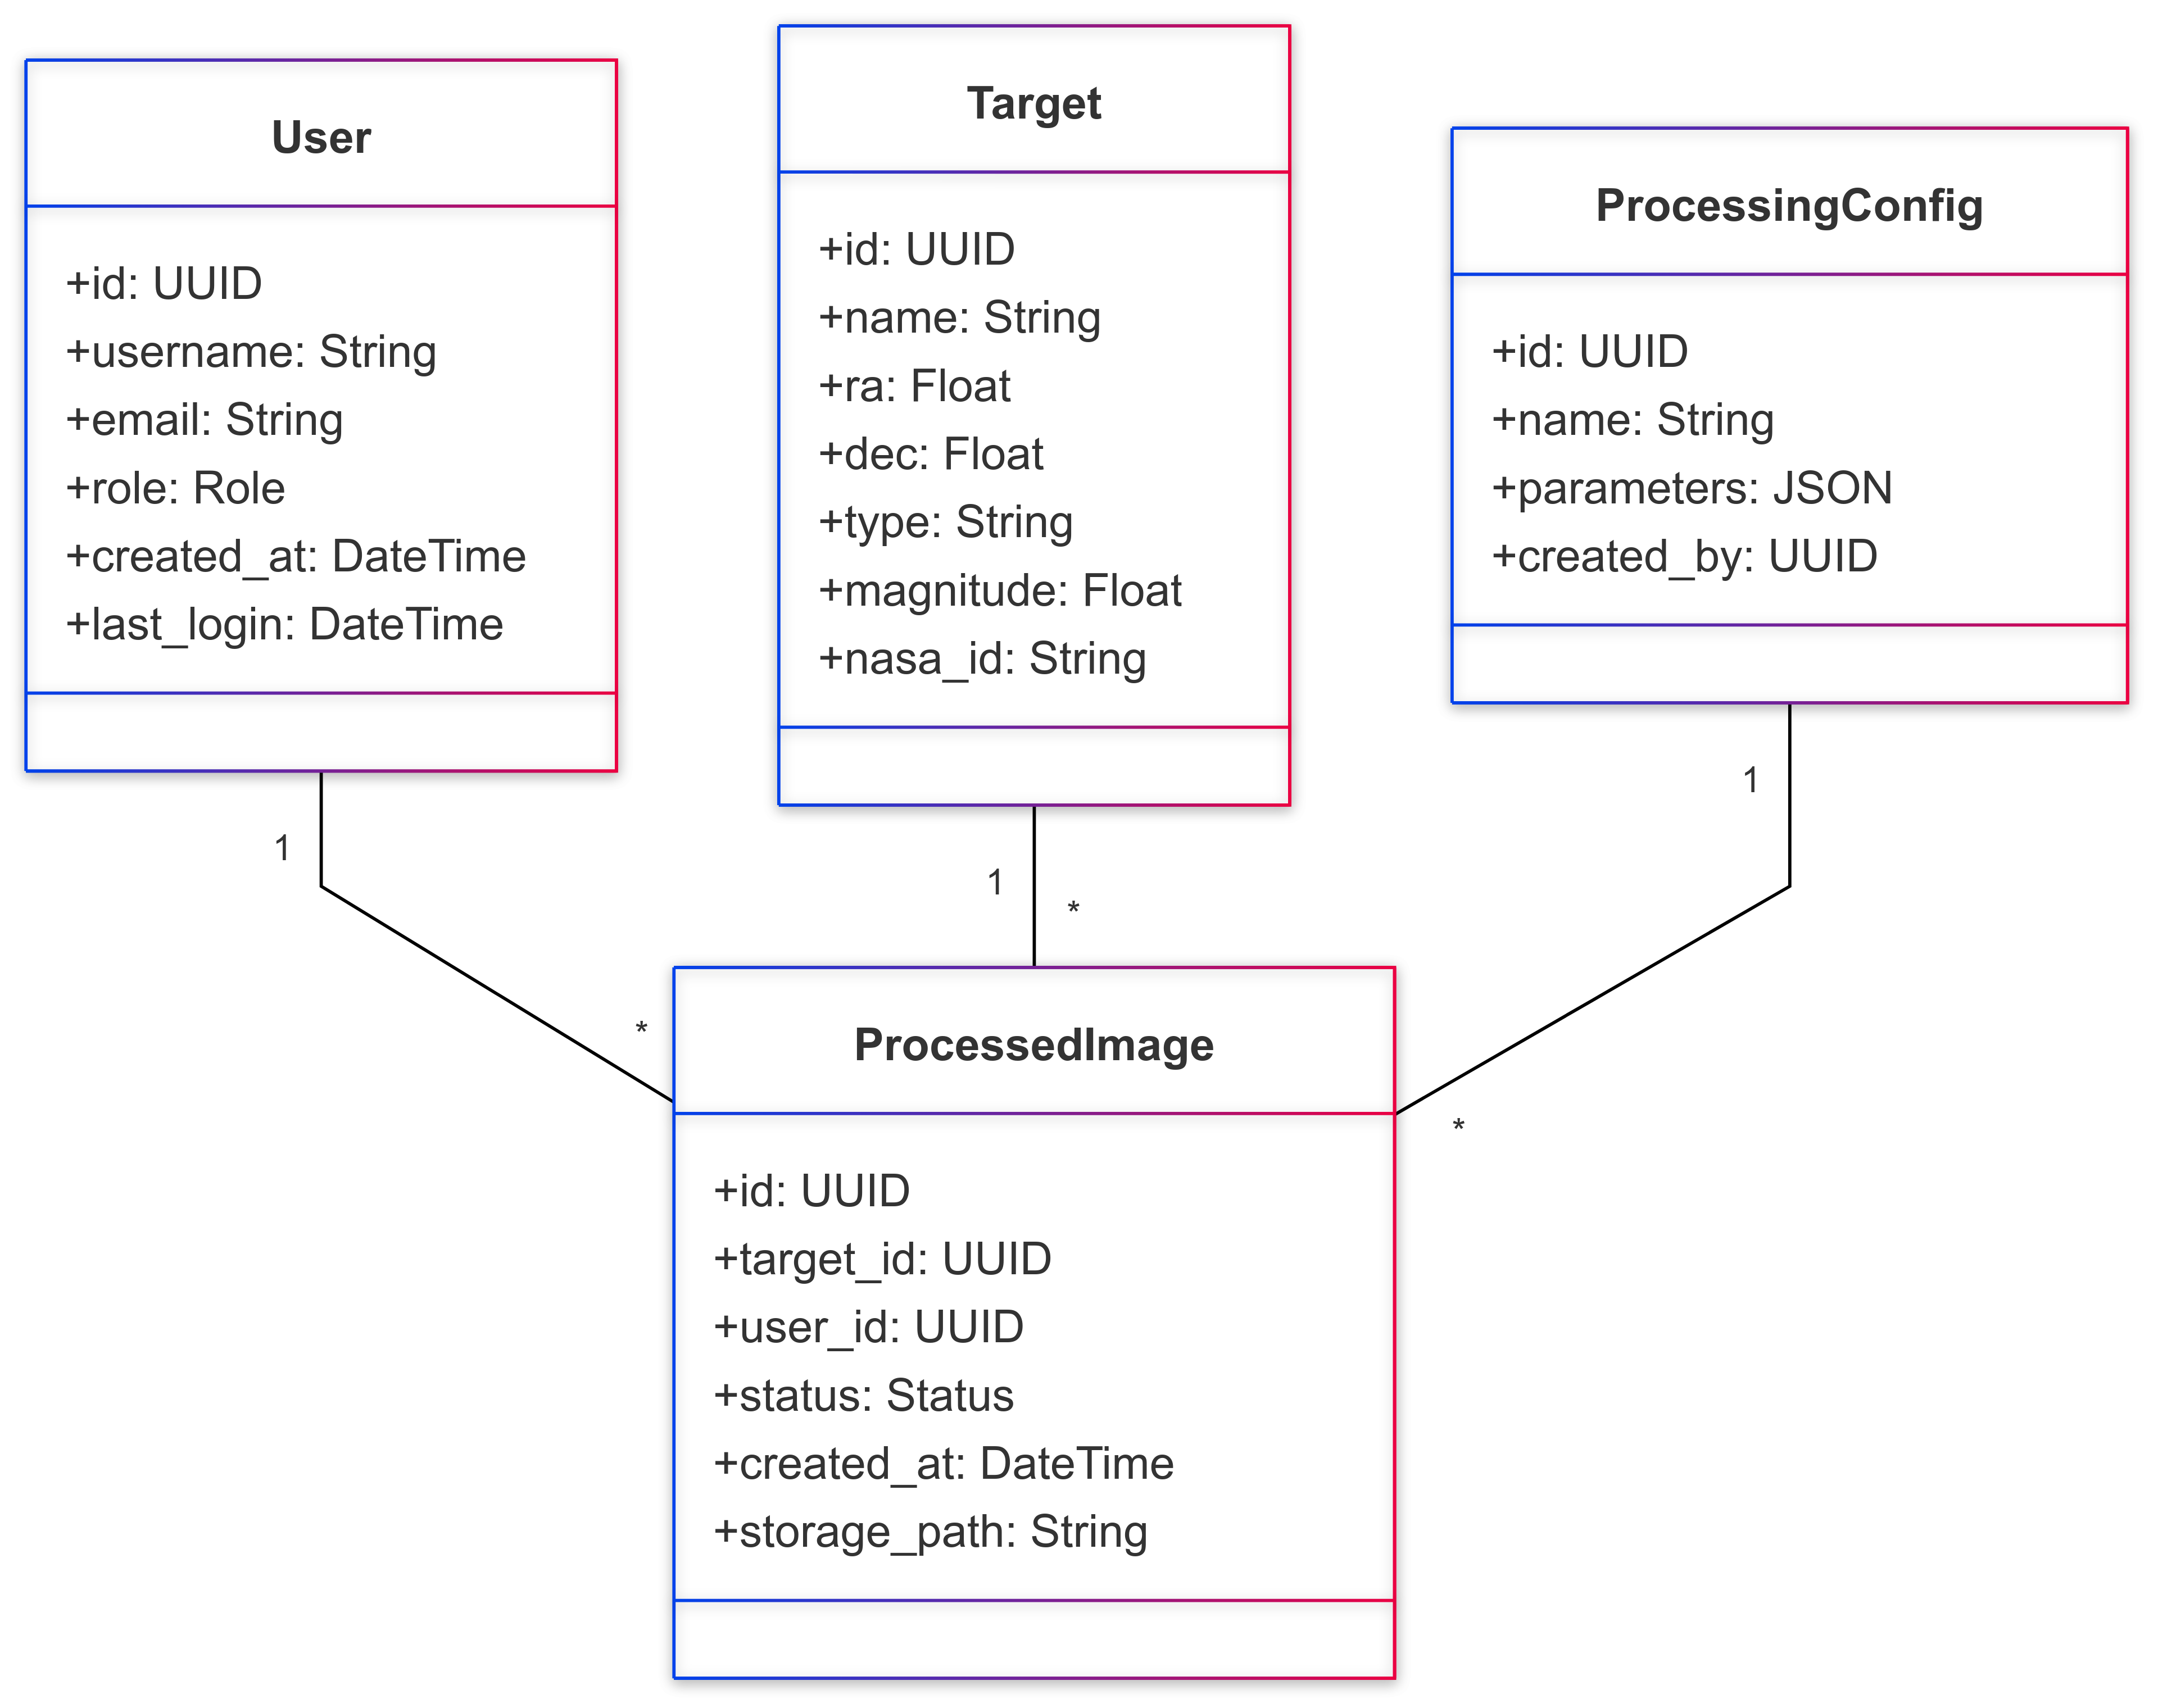 User
+id: UUID
+username: String
+email: String
+role: Role
+created_at: DateTime
+last_login: DateTime
Target
+id: UUID
+name: String
+ra: Float
+dec: Float
+type: String
+magnitude: Float
+nasa_id: String
ProcessingConfig
+id: UUID
+name: String
+parameters: JSON
+created_by: UUID
1
1
1
*
*
*
ProcessedImage
+id: UUID
+target_id: UUID
+user_id: UUID
+status: Status
+created_at: DateTime
+storage_path: String